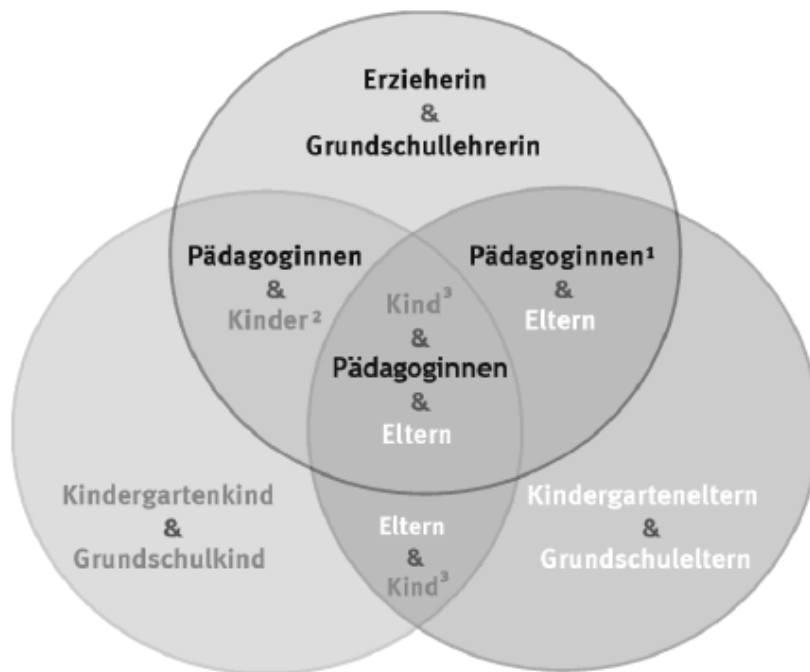 Erzieherin
&
Grundschullehrerin
Pädagoginnen
&
Kinder²
Pädagoginnen¹
&
Eltern
Kind³
&
Pädagoginnen
&
Eltern
Kindergartenkind
&
Grundschulkind
Eltern
&
Kind³
Kindergarteneltern
&
Grundschuleltern